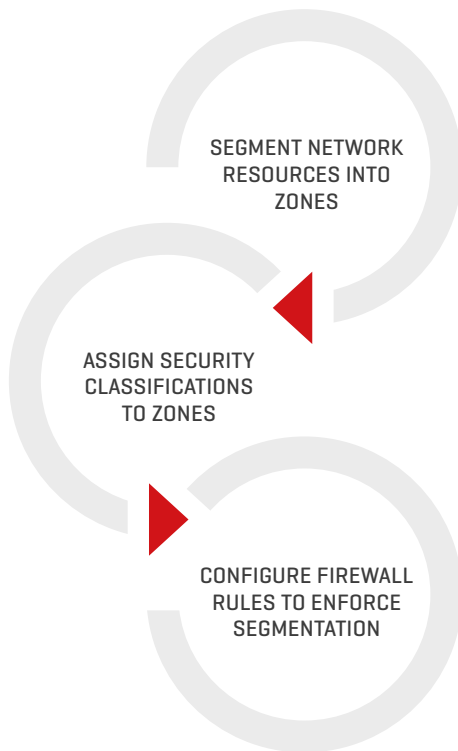 SEGMENT NETWORK
RESOURCES INTO
ZONES
ASSIGN SECURITY
CLASSIFICATIONS
TO ZONES
CONFIGURE FIREWALL
RULES TO ENFORCE
SEGMENTATION